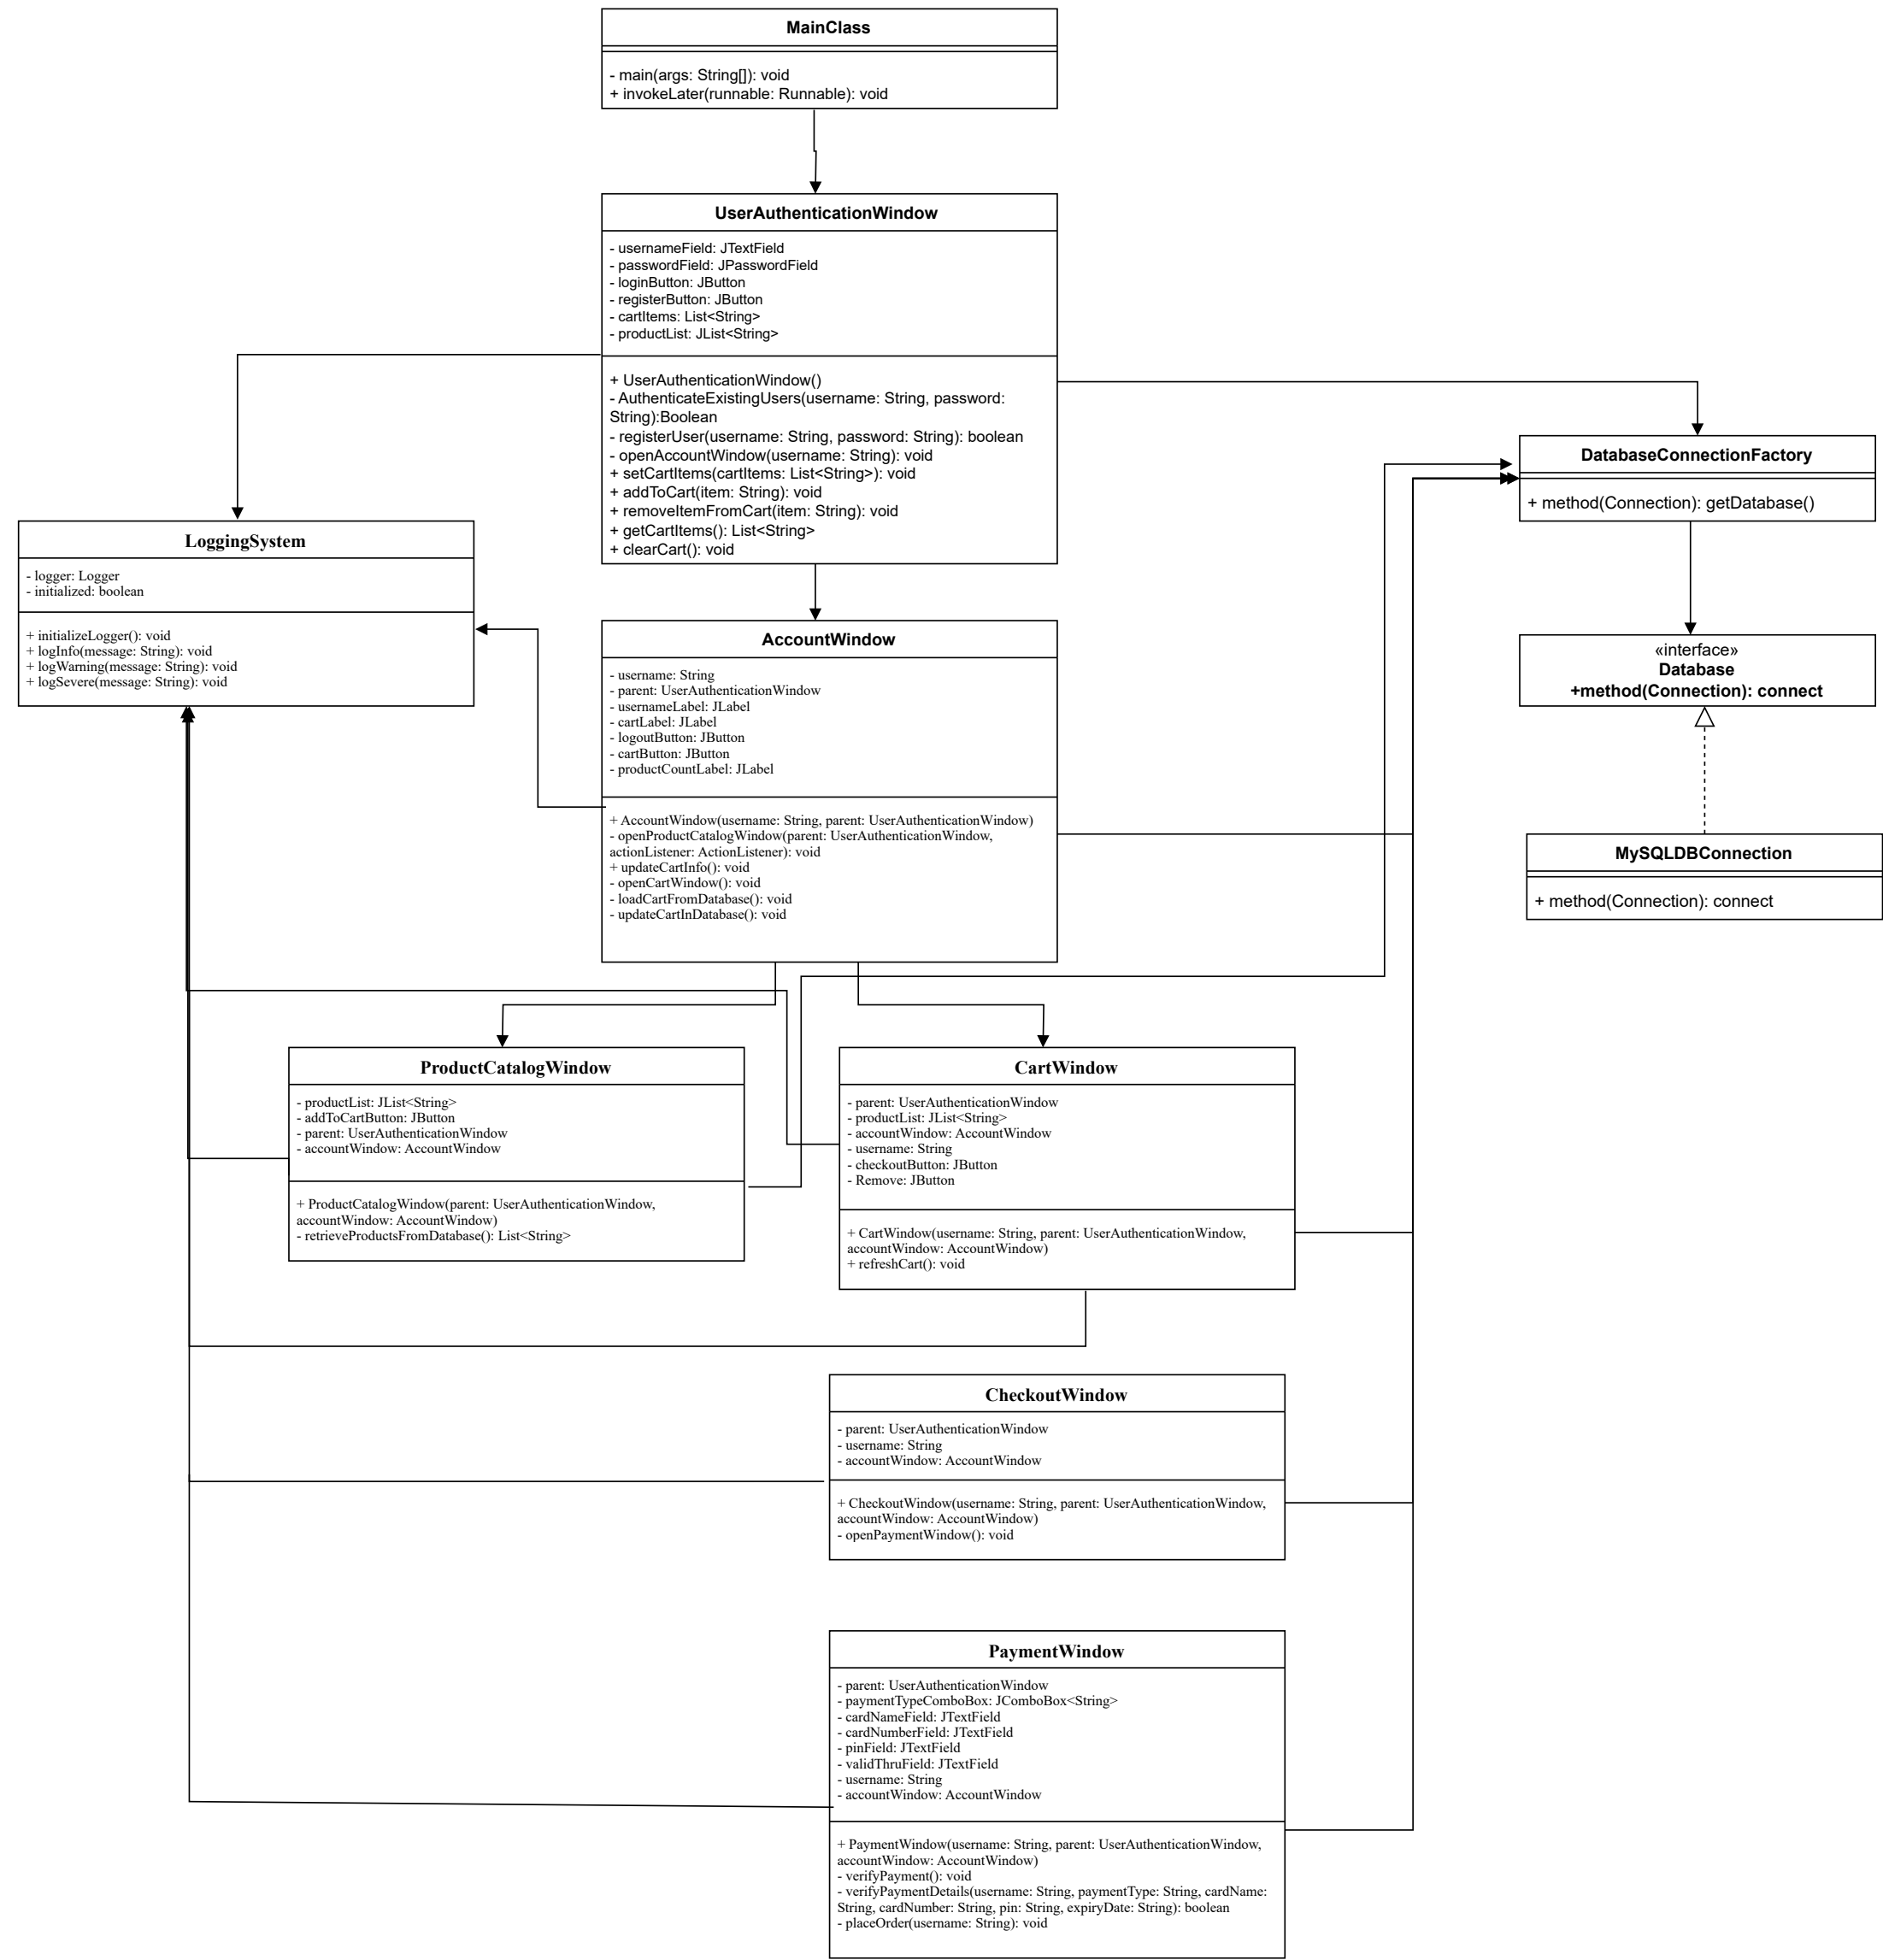 MainClass
- main(args: String[]): void
+ invokeLater(runnable: Runnable): void
UserAuthenticationWindow
- usernameField: JTextField
- passwordField: JPasswordField
- loginButton: JButton
- registerButton: JButton
- cartItems: List<String>
- productList: JList<String>
+ UserAuthenticationWindow()
- AuthenticateExistingUsers(username: String, password:
String):Boolean
- registerUser(username: String, password: String): boolean
- openAccountWindow(username: String): void
+ setCartItems(cartItems: List<String>): void
+ addToCart(item: String): void
+ removeItemFromCart(item: String): void
+ getCartItems(): List<String>
+ clearCart(): void
DatabaseConnectionFactory
+ method(Connection): getDatabase()
LoggingSystem
- logger: Logger
- initialized: boolean
+ initializeLogger(): void
+ logInfo(message: String): void
+ logWarning(message: String): void
+ logSevere(message: String): void
AccountWindow
- username: String
- parent: UserAuthenticationWindow
- usernameLabel: JLabel
- cartLabel: JLabel
- logoutButton: JButton
- cartButton: JButton
- productCountLabel: JLabel
+ AccountWindow(username: String, parent: UserAuthenticationWindow)
- openProductCatalogWindow(parent: UserAuthenticationWindow,
actionListener: ActionListener): void
+ updateCartInfo(): void
- openCartWindow(): void
- loadCartFromDatabase(): void
- updateCartInDatabase(): void
«interface»
Database
+method(Connection): connect
MySQLDBConnection
+ method(Connection): connect
ProductCatalogWindow
- productList: JList<String>
- addToCartButton: JButton
- parent: UserAuthenticationWindow
- accountWindow: AccountWindow
+ ProductCatalogWindow(parent: UserAuthenticationWindow,
accountWindow: AccountWindow)
- retrieveProductsFromDatabase(): List<String>
CartWindow
- parent: UserAuthenticationWindow
- productList: JList<String>
- accountWindow: AccountWindow
- username: String
- checkoutButton: JButton
- Remove: JButton
+ CartWindow(username: String, parent: UserAuthenticationWindow,
accountWindow: AccountWindow)
+ refreshCart(): void
CheckoutWindow
- parent: UserAuthenticationWindow
- username: String
- accountWindow: AccountWindow
+ CheckoutWindow(username: String, parent: UserAuthenticationWindow,
accountWindow: AccountWindow)
- openPaymentWindow(): void
PaymentWindow
- parent: UserAuthenticationWindow
- paymentTypeComboBox: JComboBox<String>
- cardNameField: JTextField
- cardNumberField: JTextField
- pinField: JTextField
- validThruField: JTextField
- username: String
- accountWindow: AccountWindow
+ PaymentWindow(username: String, parent: UserAuthenticationWindow,
accountWindow: AccountWindow)
- verifyPayment(): void
- verifyPaymentDetails(username: String, paymentType: String, cardName:
String, cardNumber: String, pin: String, expiryDate: String): boolean
- placeOrder(username: String): void